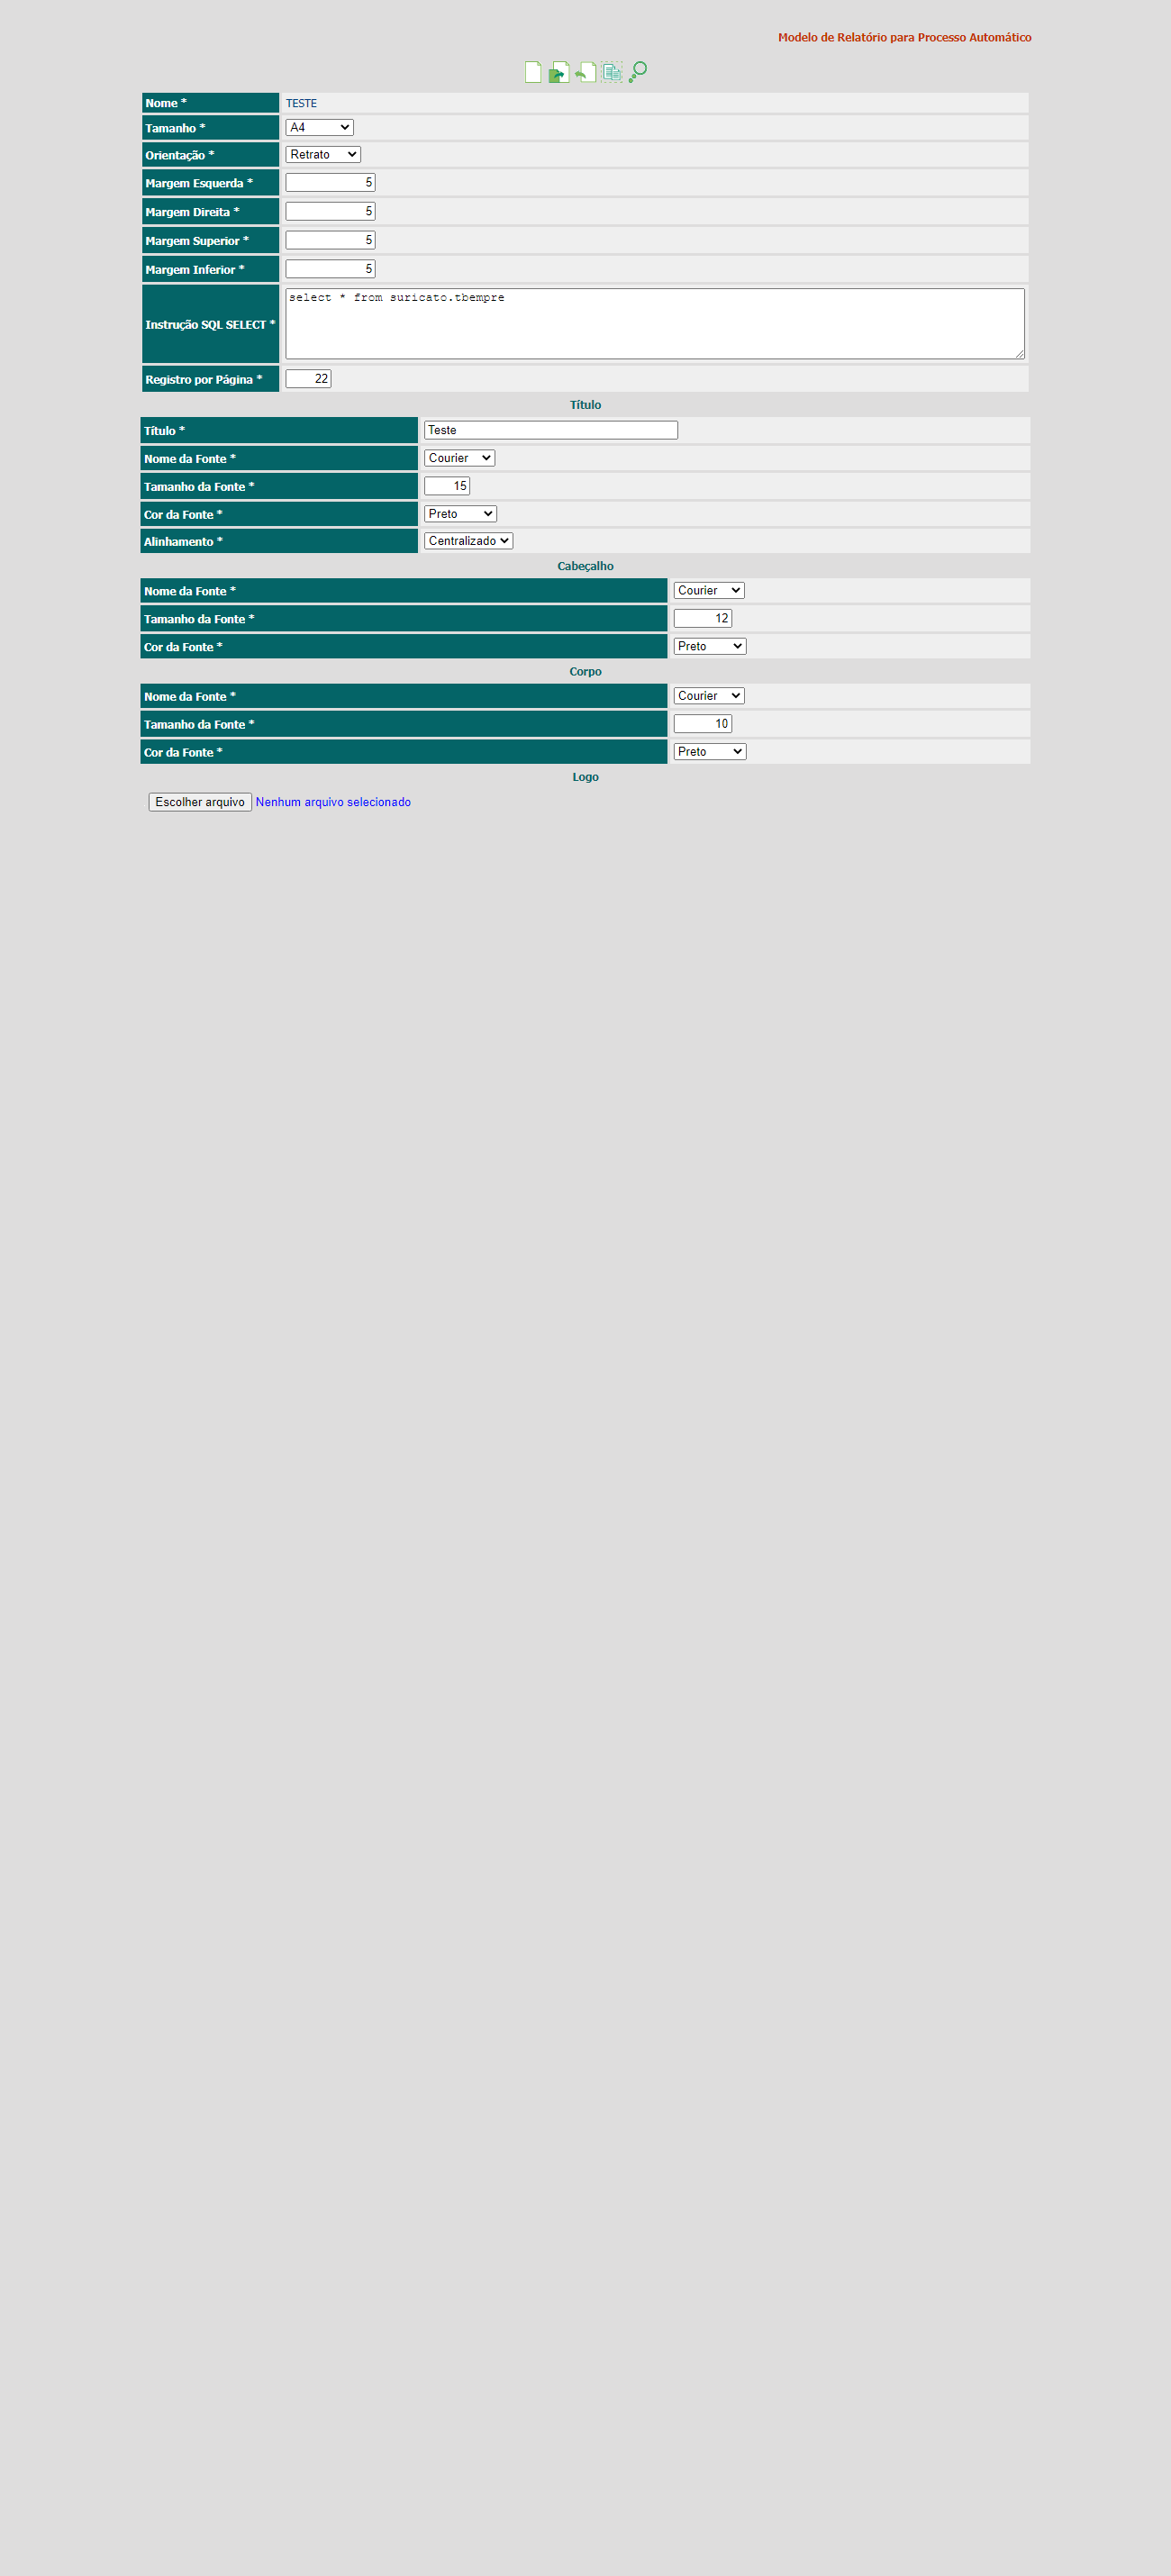 Modelo de Relatório para Processo Automático
Nome * TESTE
Tamanho * A4
Orientação * Retrato
Margem Esquerda * 5
Margem Direita * 5
Margem Superior * 5
Margem Inferior * 5
Instrução SQL SELECT * select * from suricato.tbempre
Registro por Página * 22
Título
Título * Teste
Nome da Fonte * Courier
Tamanho da Fonte * 15
Cor da Fonte * Preto
Alinhamento * Centralizado
Cabeçalho
Nome da Fonte * Courier
Tamanho da Fonte * 12
Cor da Fonte * Preto
Corpo
Nome da Fonte * Courier
Tamanho da Fonte * 10
Cor da Fonte * Preto
Logo
Escolher arquivo Nenhum arquivo selecionado